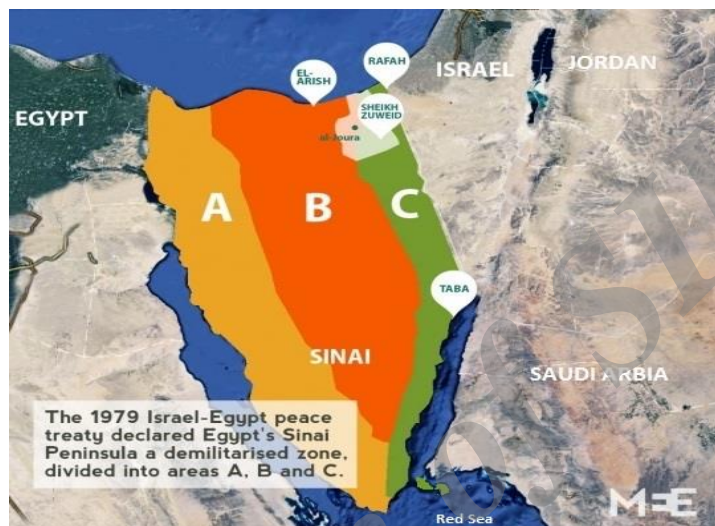 RAFAH
EL-
ARISH
ISRAEL
JORDAN
SHEIKH
ZUWEID
EGYPT
al-Joura
A
B
C
TABA
SINAI
SAUDI ARBIA
The 1979 Israel-Egypt peace
treaty declared Egypt's Sinai
Peninsula a demilitarised zone,
divided into areas A, B and C.
MEE
Red Sea